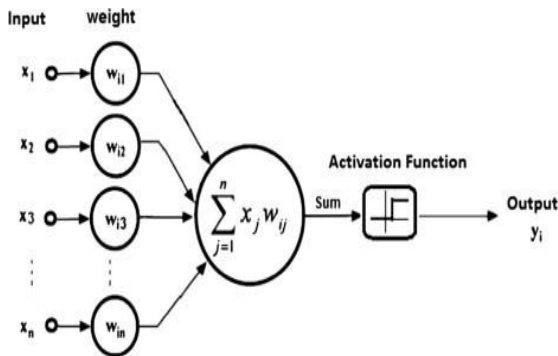 Input
weight
x1
wi1
x2
wi2
x3
wi3
xn
win
n
∑ xj wij
j=1
Sum
Activation Function
Output
yi